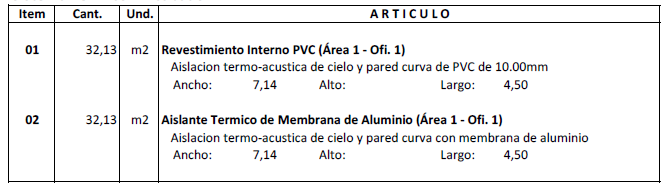 Item Cant. Und. A R T I C U L O
01 32,13 m2 Revestimiento Interno PVC (Área 1 - Ofi. 1)
Aislacion termo-acustica de cielo y pared curva de PVC de 10.00mm
Ancho: 7,14 Alto: Largo: 4,50
02 32,13 m2 Aislante Termico de Membrana de Aluminio (Área 1 - Ofi. 1)
Aislacion termo-acustica de cielo y pared curva con membrana de aluminio
Ancho: 7,14 Alto: Largo: 4,50